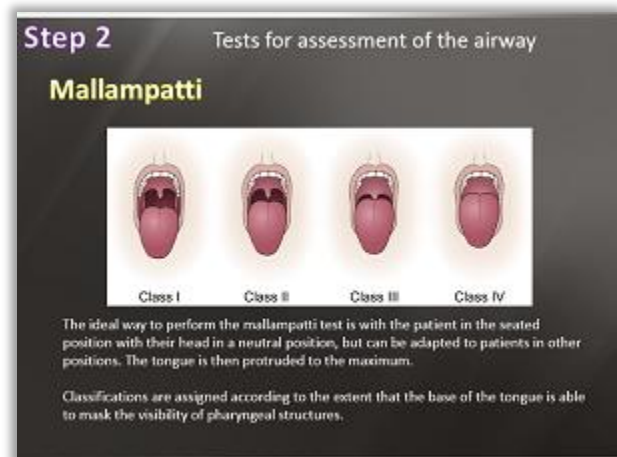 Step 2
Tests for assessment of the airway
Mallampatti
Class I
Class II
Class III
Class IV
The ideal way to perform the mallampatti test is with the patient in the seated
position with their head in a neutral position, but can be adapted to patients in other
positions. The tongue is then protruded to the maximum.
Classifications are assigned according to the extent that the base of the tongue is able
to mask the visibility of pharyngeal structures.